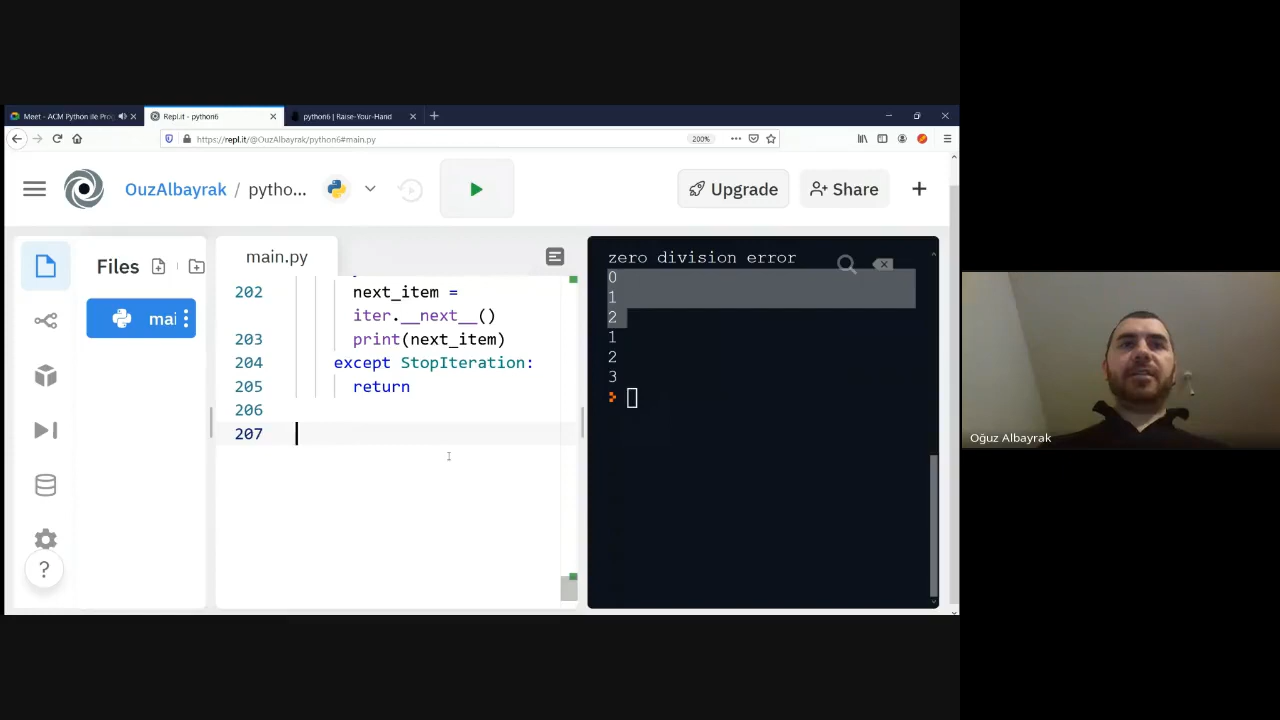 Meet - ACM Python ile Pro
Repl.it - python6
python6 | Raise-Your-Hand
https://repl.it/@OuzAlbayrak/python6#main.py
200%
OuzAlbayrak / pytho...
Upgrade
Share
Files
mai
main.py
202 next_item =
iter.__next__()
203 print(next_item)
204 except StopIteration:
205 return
206
207
zero division error
0
1
2
1
2
3
?
Oğuz Albayrak